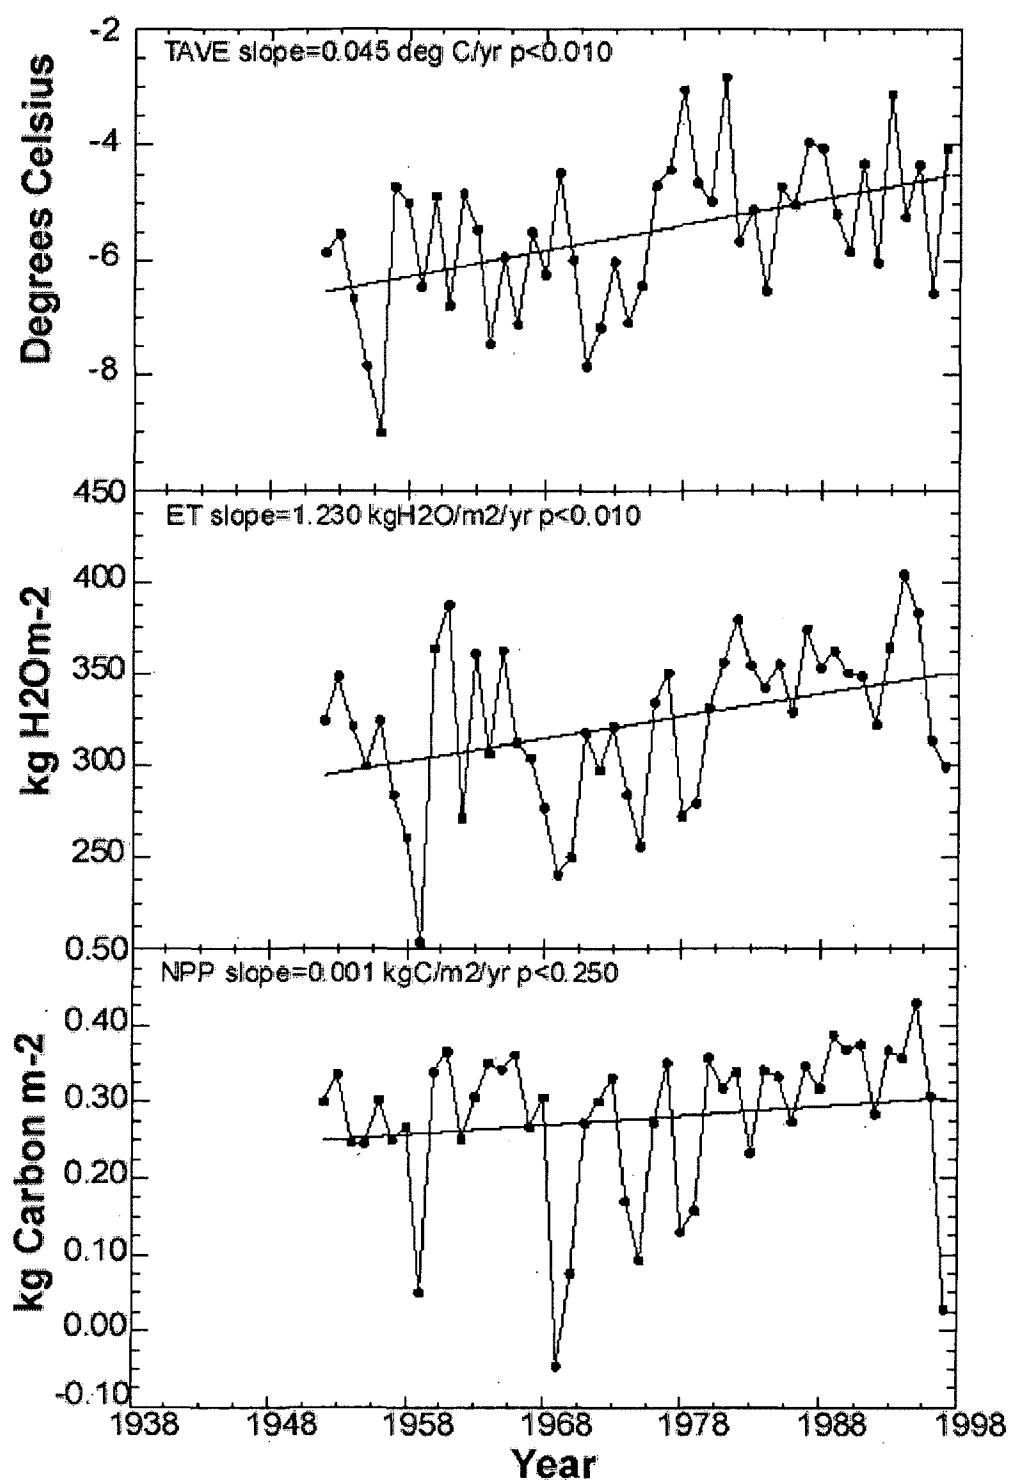 -2
TAVE slope=0.045 deg C/yr p<0.010
-4
-6
-8
Degrees Celsius
450
ET slope=1.230 kgH2O/m2/yr p<0.010
400
350
300
250
kg H2Om-2
0.50
NPP slope=0.001 kgC/m2/yr p<0.250
0.40
0.30
0.20
0.10
0.00
-0.10
kg Carbon m-2
1938 1948 1958 1968 1978 1988 1998
Year